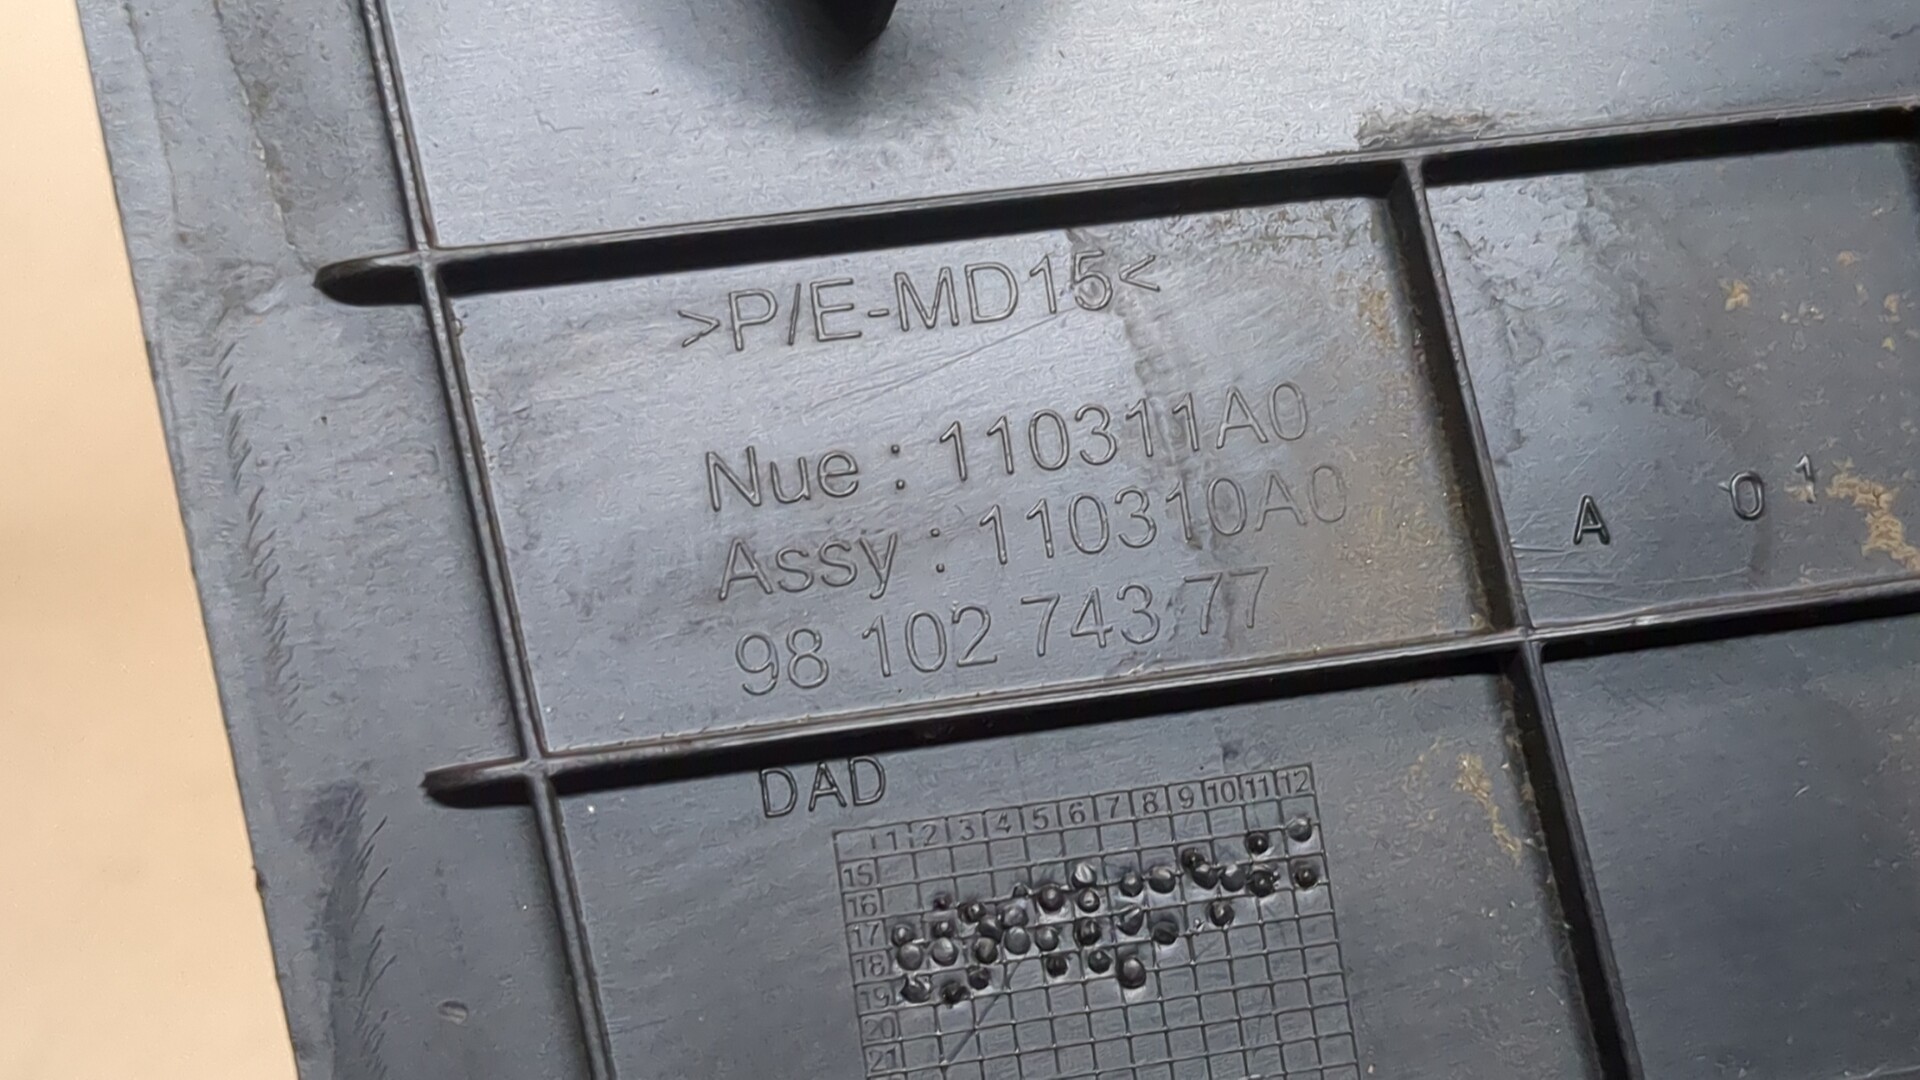 >P/E-MD15<
Nue : 110311A0
Assy : 110310A0
98 102 743 77
A 01
DAD
1 2 3 4 5 6 7 8 9 10 11 12
15
16
17
18
19
20
21